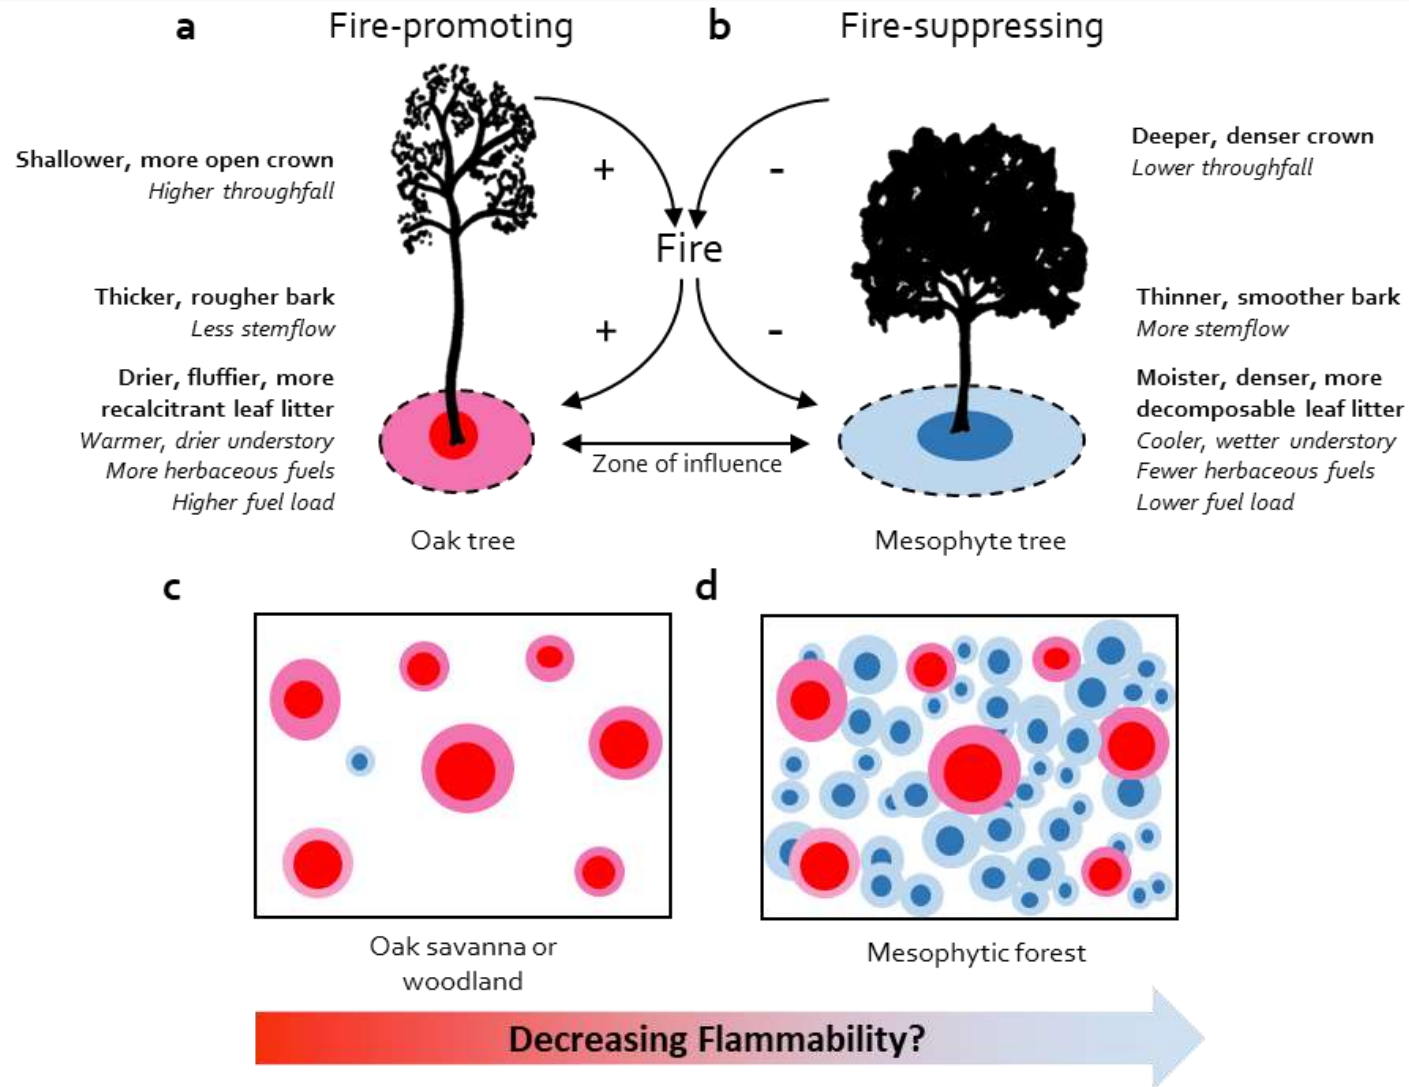 a
Fire-promoting
b
Fire-suppressing
Shallower, more open crown
Higher throughfall
Thicker, rougher bark
Less stemflow
Drier, fluffier, more
recalcitrant leaf litter
Warmer, drier understory
More herbaceous fuels
Higher fuel load
+
-
Fire
+
-
Zone of influence
Deeper, denser crown
Lower throughfall
Thinner, smoother bark
More stemflow
Moister, denser, more
decomposable leaf litter
Cooler, wetter understory
Fewer herbaceous fuels
Lower fuel load
Oak tree
Mesophyte tree
c
d
Oak savanna or
woodland
Mesophytic forest
Decreasing Flammability?